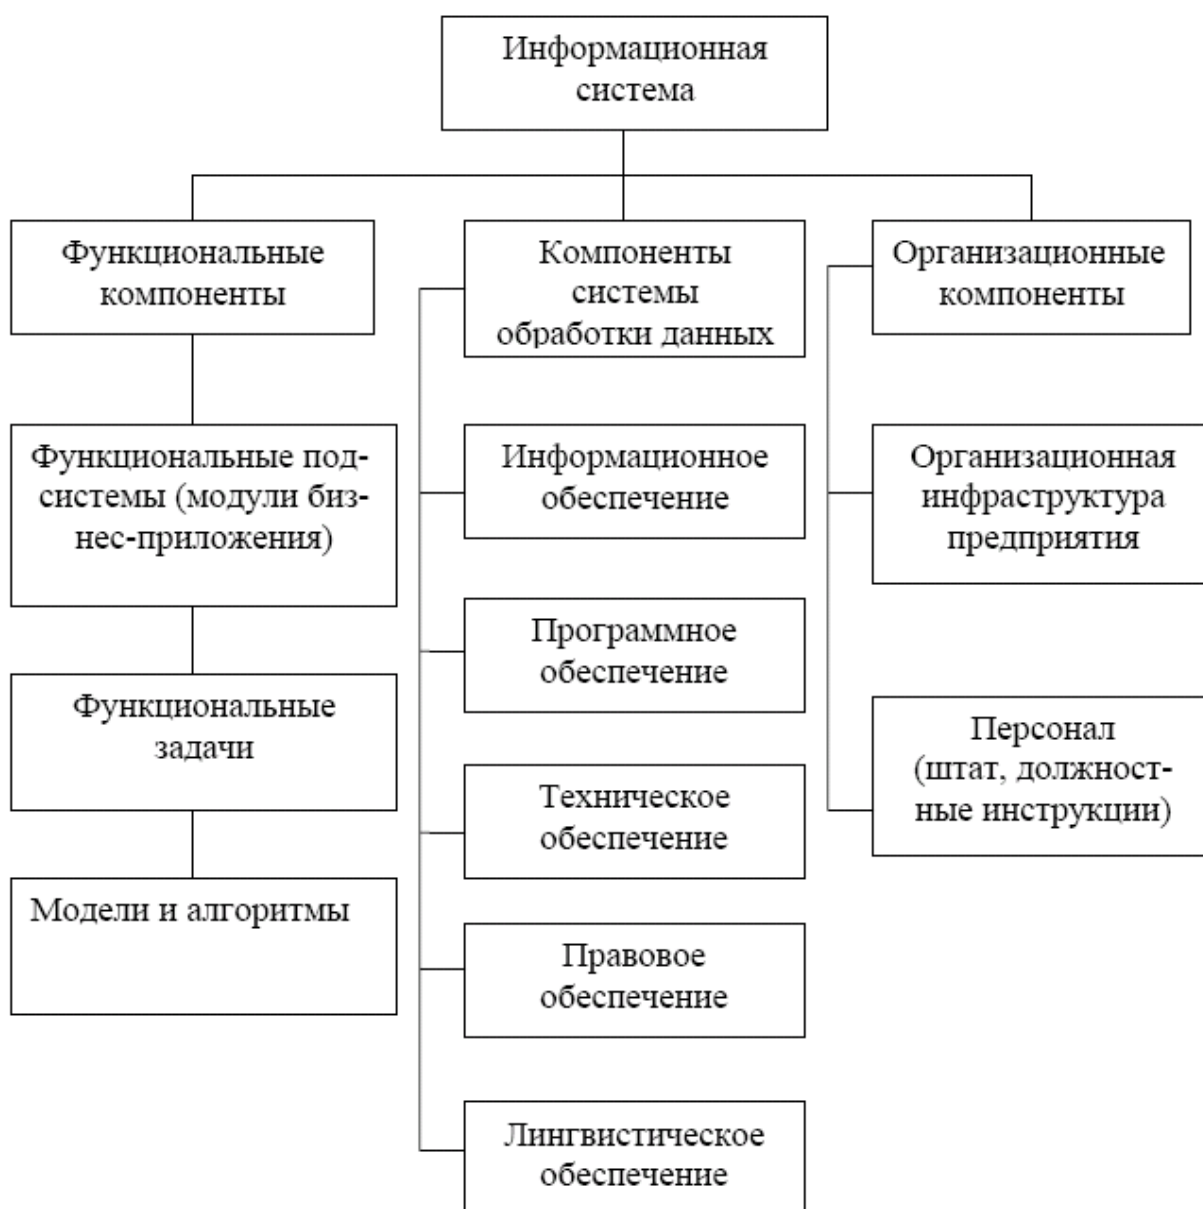 Информационная
система
Функциональные
компоненты
Функциональные под-
системы (модули биз-
нес-приложения)
Функциональные
задачи
Модели и алгоритмы
Компоненты
системы
обработки данных
Информационное
обеспечение
Программное
обеспечение
Техническое
обеспечение
Правовое
обеспечение
Лингвистическое
обеспечение
Организационные
компоненты
Организационная
инфраструктура
предприятия
Персонал
(штат, должност-
ные инструкции)